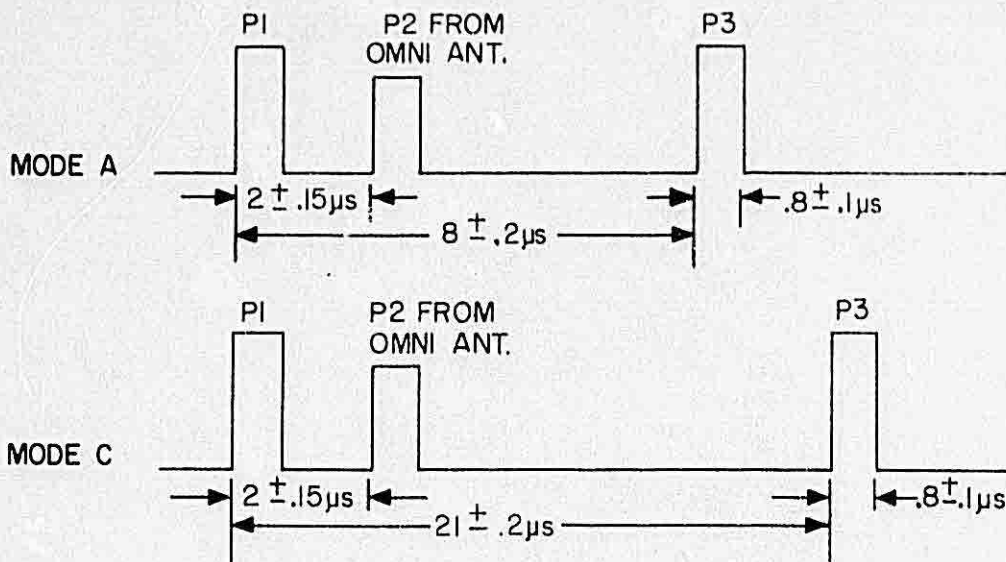 P1
P2 FROM
OMNI ANT.
P3
MODE A
2 ± .15µs
.8 ± .1µs
8 ± .2µs
P1
P2 FROM
OMNI ANT.
P3
MODE C
2 ± .15µs
.8 ± .1µs
21 ± .2µs